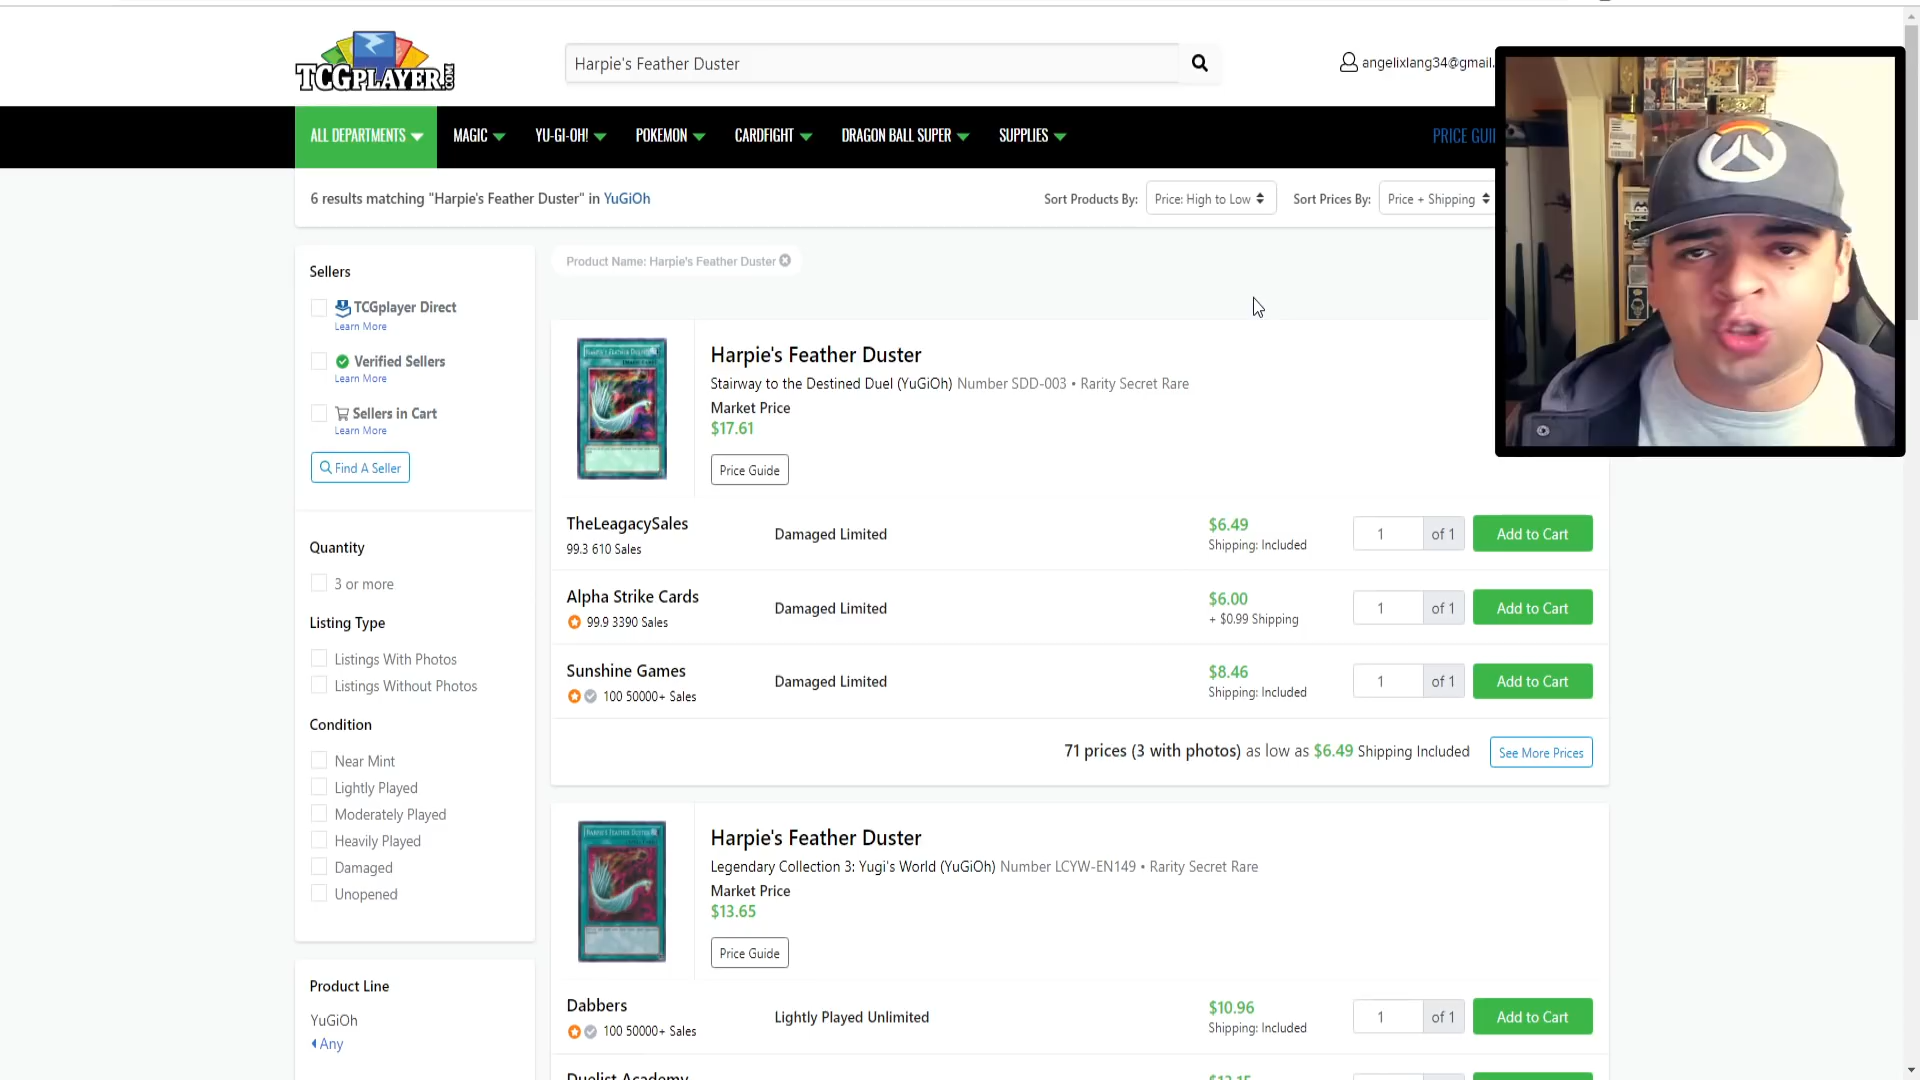 TCGPLAYER.COM
Harpie's Feather Duster
angelixlang34@gmail.
ALL DEPARTMENTS
MAGIC
YU-GI-OH!
POKEMON
CARDFIGHT
DRAGON BALL SUPER
SUPPLIES
PRICE GUI
6 results matching "Harpie's Feather Duster" in YuGiOh
Sort Products By:
Price: High to Low
Sort Prices By:
Price + Shipping
Sellers
TCGplayer Direct
Learn More
Verified Sellers
Learn More
Sellers in Cart
Learn More
Find A Seller
Quantity
3 or more
Listing Type
Listings With Photos
Listings Without Photos
Condition
Near Mint
Lightly Played
Moderately Played
Heavily Played
Damaged
Unopened
Product Line
YuGiOh
Any
Product Name: Harpie's Feather Duster
Harpie's Feather Duster
Stairway to the Destined Duel (YuGiOh) Number SDD-003 • Rarity Secret Rare
Market Price
$17.61
Price Guide
TheLeagacySales
99.3 610 Sales
Damaged Limited
$6.49
Shipping: Included
1 of 1
Add to Cart
Alpha Strike Cards
99.9 3390 Sales
Damaged Limited
$6.00
+ $0.99 Shipping
1 of 1
Add to Cart
Sunshine Games
100 50000+ Sales
Damaged Limited
$8.46
Shipping: Included
1 of 1
Add to Cart
71 prices (3 with photos) as low as $6.49 Shipping Included
See More Prices
Harpie's Feather Duster
Legendary Collection 3: Yugi's World (YuGiOh) Number LCYW-EN149 • Rarity Secret Rare
Market Price
$13.65
Price Guide
Dabbers
100 50000+ Sales
Lightly Played Unlimited
$10.96
Shipping: Included
1 of 1
Add to Cart
Duelist Academy